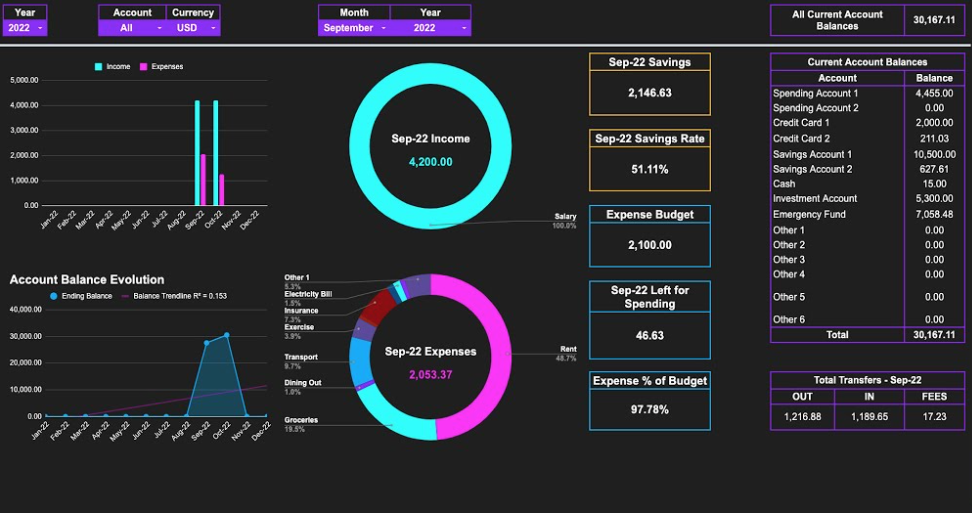 Year
2022
Account Currency
All USD
Month Year
September 2022
All Current Account
Balances
30,167.11
Income Expenses
5,000.00
4,000.00
3,000.00
2,000.00
1,000.00
0.00
Jan-22 Feb-22 Mar-22 Apr-22 May-22 Jun-22 Jul-22 Aug-22 Sep-22 Oct-22 Nov-22 Dec-22
Account Balance Evolution
Ending Balance Balance Trendline R² = 0.153
40,000.00
30,000.00
20,000.00
10,000.00
0.00
Jan-22 Feb-22 Mar-22 Apr-22 May-22 Jun-22 Jul-22 Aug-22 Sep-22 Oct-22 Nov-22 Dec-22
Sep-22 Income
4,200.00
Salary
100.0%
Sep-22 Expenses
2,053.37
Other 1
5.3%
Electricity Bill
1.5%
Insurance
7.3%
Exercise
3.9%
Transport
9.7%
Dining Out
1.0%
Groceries
19.5%
Rent
48.7%
Sep-22 Savings
2,146.63
Sep-22 Savings Rate
51.11%
Expense Budget
2,100.00
Sep-22 Left for
Spending
46.63
Expense % of Budget
97.78%
Current Account Balances
Account Balance
Spending Account 1 4,455.00
Spending Account 2 0.00
Credit Card 1 2,000.00
Credit Card 2 211.03
Savings Account 1 10,500.00
Savings Account 2 627.61
Cash 15.00
Investment Account 5,300.00
Emergency Fund 7,058.48
Other 1 0.00
Other 2 0.00
Other 3 0.00
Other 4 0.00
Other 5 0.00
Other 6 0.00
Total 30,167.11
Total Transfers - Sep-22
OUT IN FEES
1,216.88 1,189.65 17.23